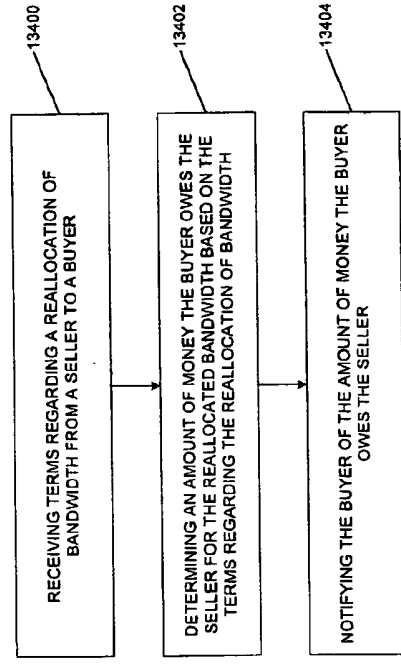 RECEIVING TERMS REGARDING A REALLOCATION OF
BANDWIDTH FROM A SELLER TO A BUYER
13400
DETERMINING AN AMOUNT OF MONEY THE BUYER OWES THE
SELLER FOR THE REALLOCATED BANDWIDTH BASED ON THE
TERMS REGARDING THE REALLOCATION OF BANDWIDTH
13402
NOTIFYING THE BUYER OF THE AMOUNT OF MONEY THE BUYER
OWES THE SELLER
13404